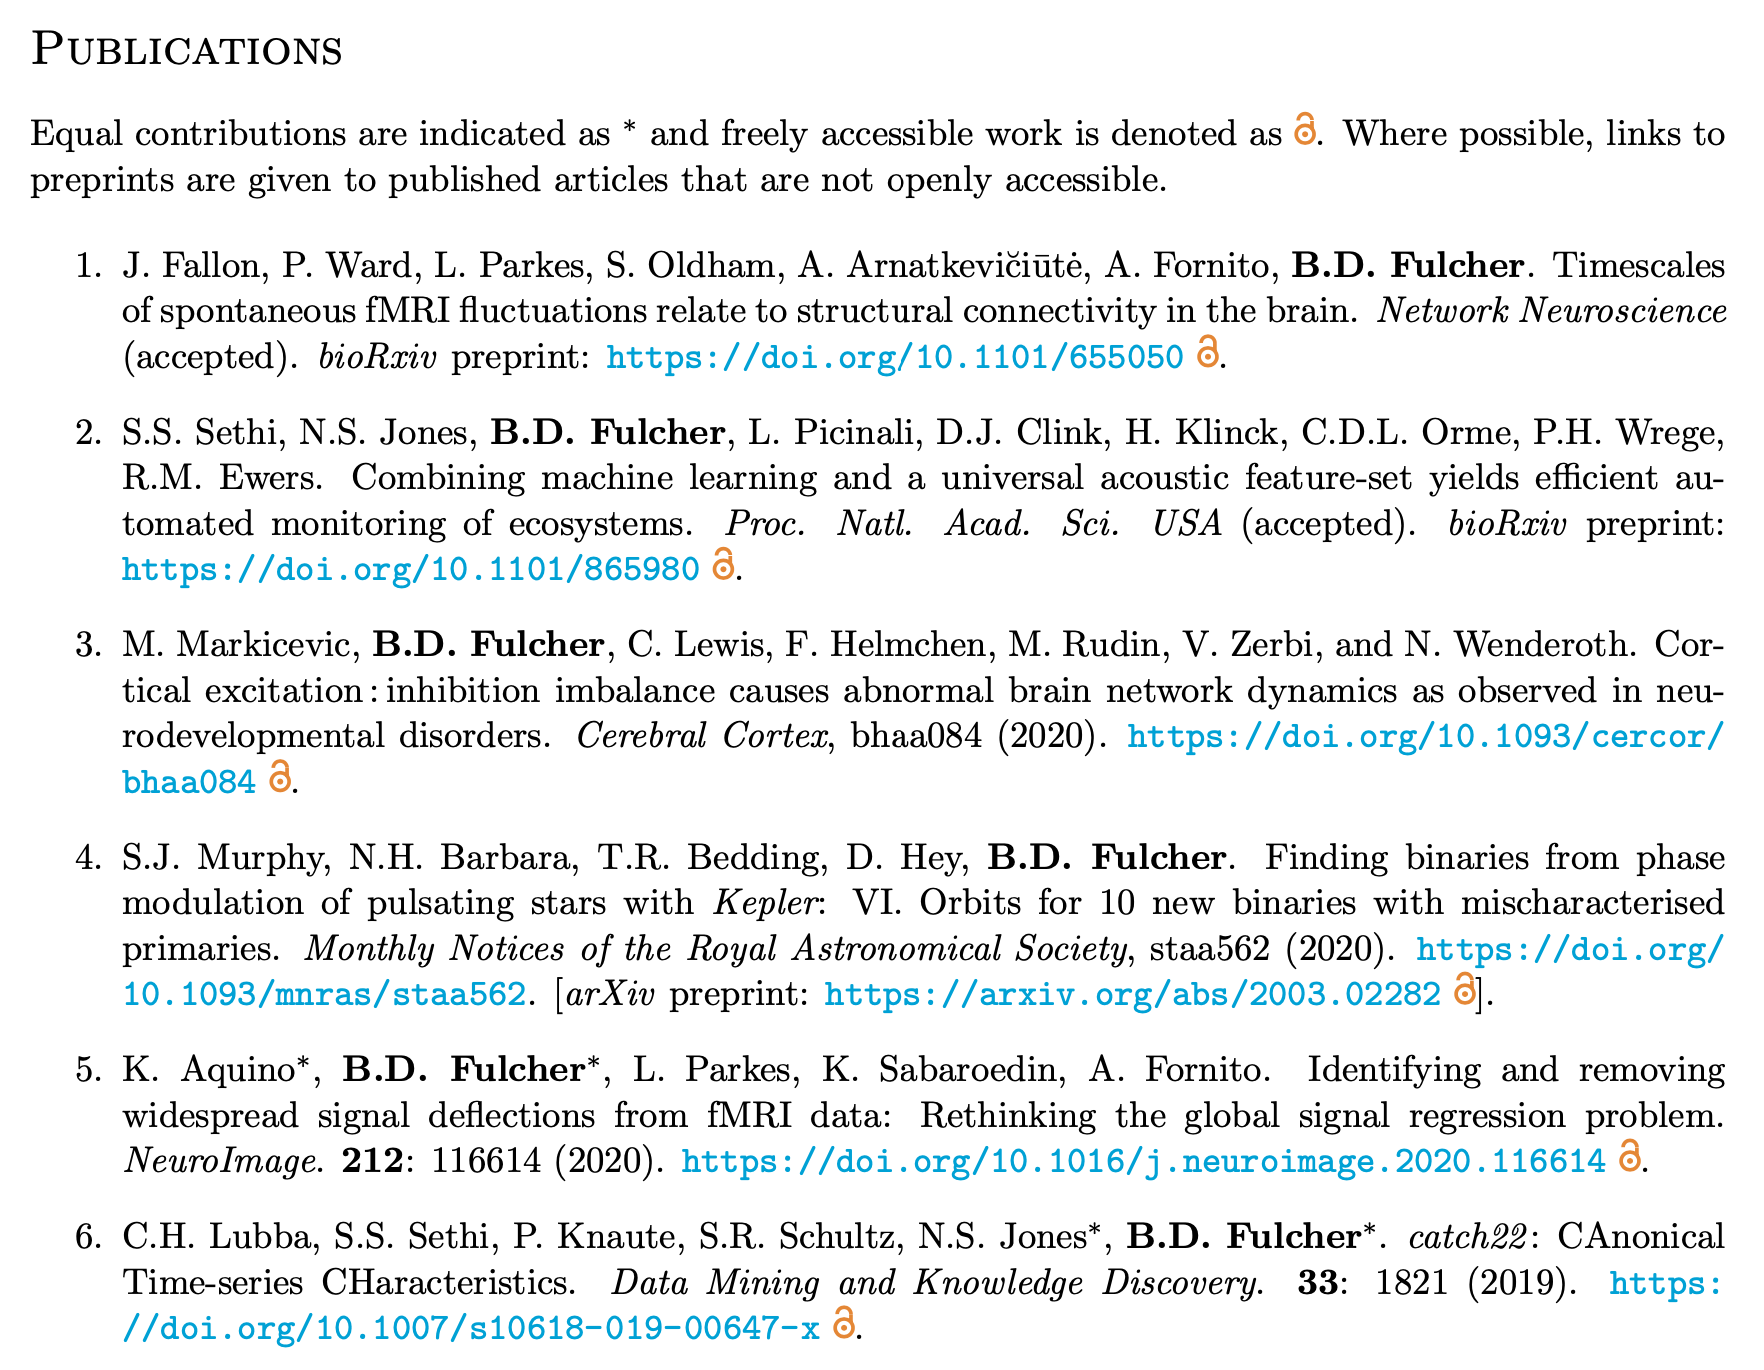 Publications
Equal contributions are indicated as * and freely accessible work is denoted as . Where possible, links to
preprints are given to published articles that are not openly accessible.
1. J. Fallon, P. Ward, L. Parkes, S. Oldham, A. Arnatkevic̆iūtė, A. Fornito, B.D. Fulcher. Timescales
of spontaneous fMRI fluctuations relate to structural connectivity in the brain. Network Neuroscience
(accepted). bioRxiv preprint: https://doi.org/10.1101/655050 .
2. S.S. Sethi, N.S. Jones, B.D. Fulcher, L. Picinali, D.J. Clink, H. Klinck, C.D.L. Orme, P.H. Wrege,
R.M. Ewers. Combining machine learning and a universal acoustic feature-set yields efficient au-
tomated monitoring of ecosystems. Proc. Natl. Acad. Sci. USA (accepted). bioRxiv preprint:
https://doi.org/10.1101/865980 .
3. M. Markicevic, B.D. Fulcher, C. Lewis, F. Helmchen, M. Rudin, V. Zerbi, and N. Wenderoth. Cor-
tical excitation : inhibition imbalance causes abnormal brain network dynamics as observed in neu-
rodevelopmental disorders. Cerebral Cortex, bhaa084 (2020). https://doi.org/10.1093/cercor/
bhaa084 .
4. S.J. Murphy, N.H. Barbara, T.R. Bedding, D. Hey, B.D. Fulcher. Finding binaries from phase
modulation of pulsating stars with Kepler: VI. Orbits for 10 new binaries with mischaracterised
primaries. Monthly Notices of the Royal Astronomical Society, staa562 (2020). https://doi.org/
10.1093/mnras/staa562. [arXiv preprint: https://arxiv.org/abs/2003.02282 ].
5. K. Aquino*, B.D. Fulcher*, L. Parkes, K. Sabaroedin, A. Fornito. Identifying and removing
widespread signal deflections from fMRI data: Rethinking the global signal regression problem.
NeuroImage. 212: 116614 (2020). https://doi.org/10.1016/j.neuroimage.2020.116614 .
6. C.H. Lubba, S.S. Sethi, P. Knaute, S.R. Schultz, N.S. Jones*, B.D. Fulcher*. catch22: CAnonical
Time-series CHaracteristics. Data Mining and Knowledge Discovery. 33: 1821 (2019). https:
//doi.org/10.1007/s10618-019-00647-x .